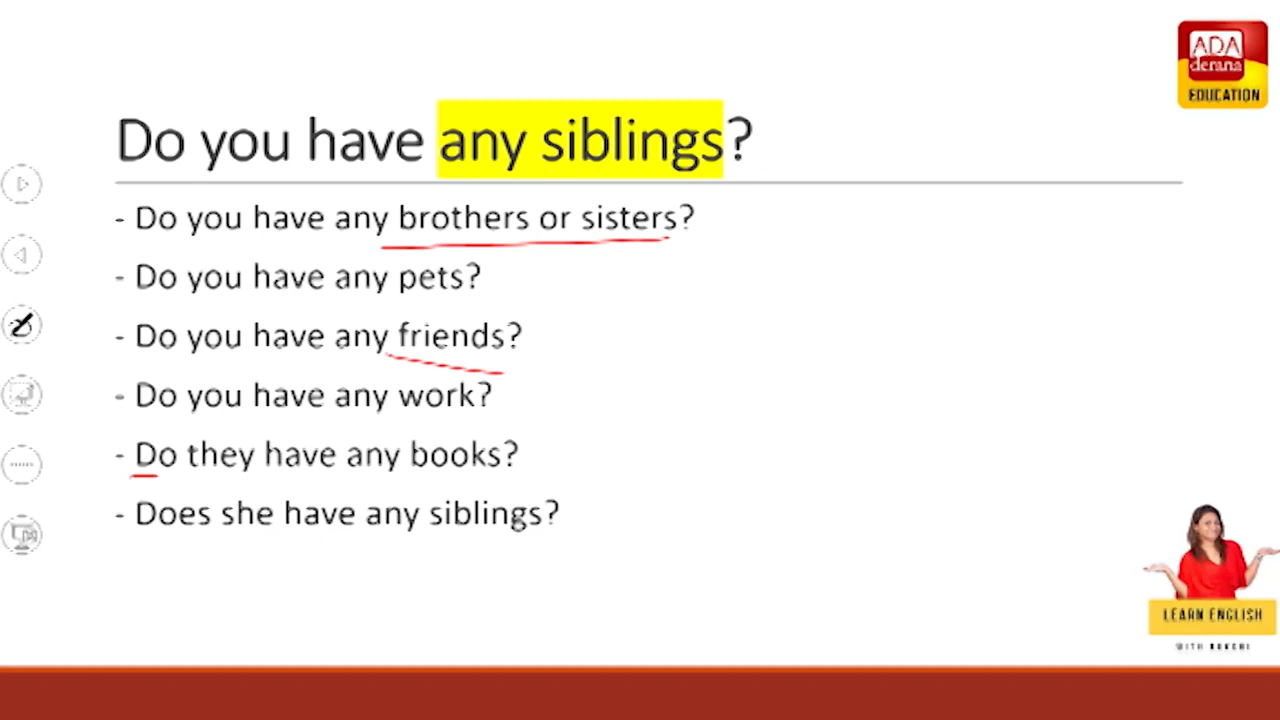 ADA
derana
EDUCATION
Do you have any siblings?
- Do you have any brothers or sisters?
- Do you have any pets?
- Do you have any friends?
- Do you have any work?
- Do they have any books?
- Does she have any siblings?
LEARN ENGLISH
WITH